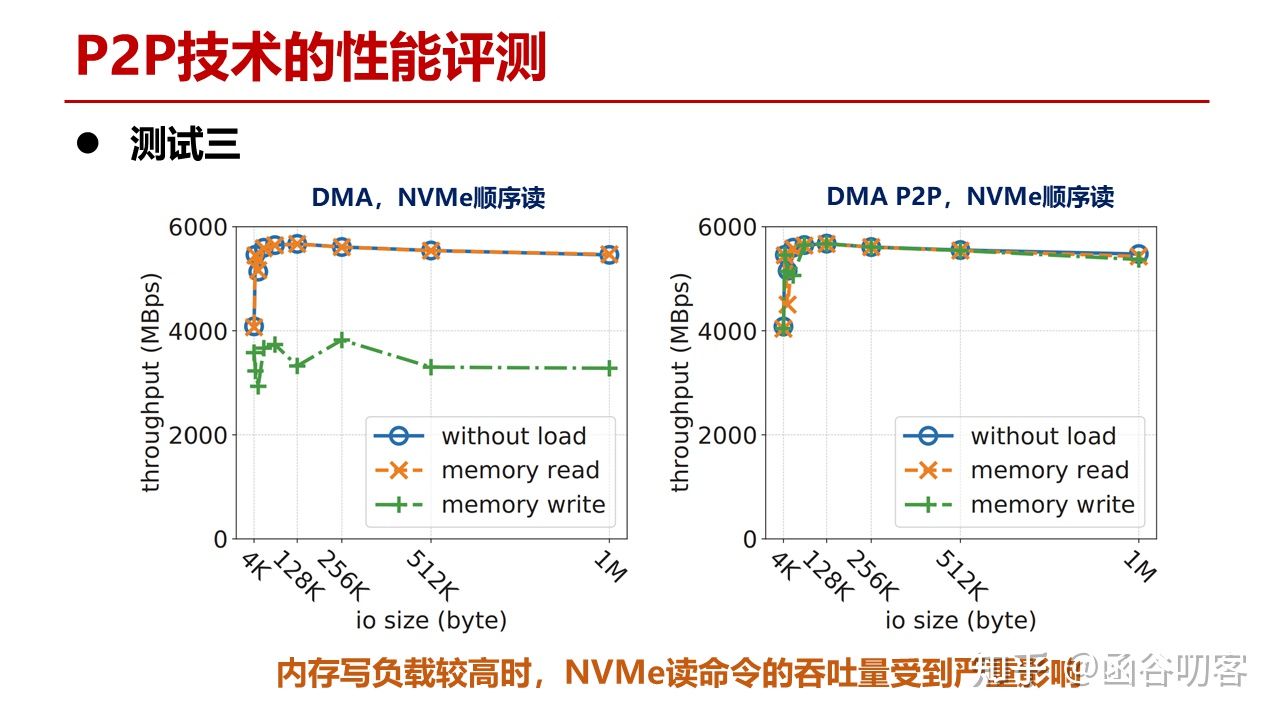 P2P技术的性能评测
● 测试三
DMA，NVMe顺序读
6000
4000
2000
0
throughput (MBps)
without load
memory read
memory write
4K
128K
256K
512K
1M
io size (byte)
DMA P2P，NVMe顺序读
6000
4000
2000
0
throughput (MBps)
without load
memory read
memory write
4K
128K
256K
512K
1M
io size (byte)
内存写负载较高时，NVMe读命令的吞吐量受到严重影响
知乎 @函谷叨客